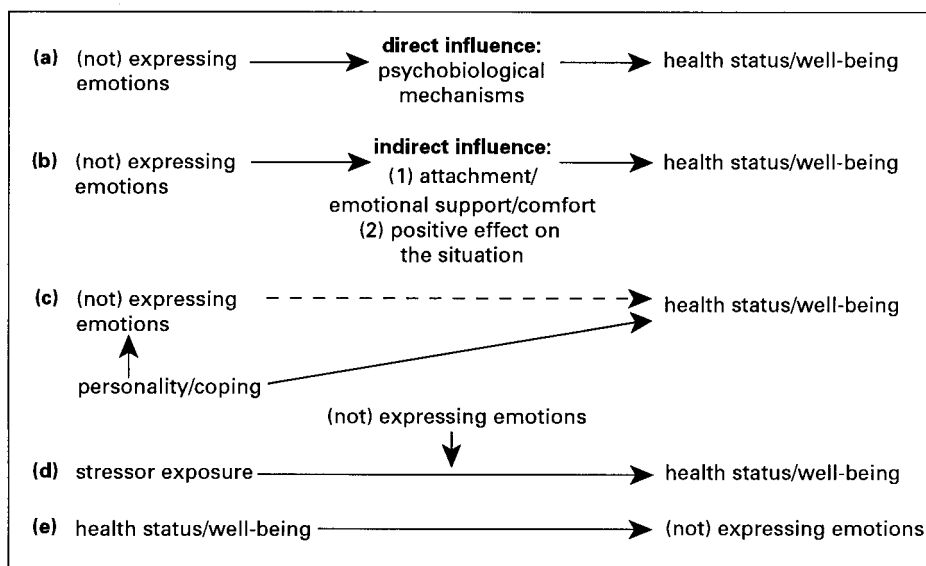 (a) (not) expressing emotions
direct influence:
psychobiological
mechanisms
health status/well-being
(b) (not) expressing
emotions
indirect influence:
(1) attachment/
emotional support/comfort
(2) positive effect on
the situation
health status/well-being
(c) (not) expressing
emotions
health status/well-being
personality/coping
(not) expressing emotions
(d) stressor exposure
health status/well-being
(e) health status/well-being
(not) expressing emotions